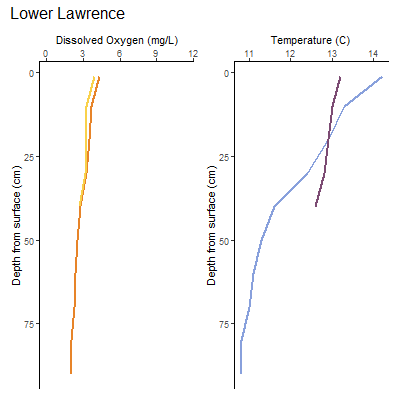 Lower Lawrence
Dissolved Oxygen (mg/L)
0 3 6 9 12
Depth from surface (cm)
0
25
50
75
Temperature (C)
11 12 13 14
Depth from surface (cm)
0
25
50
75